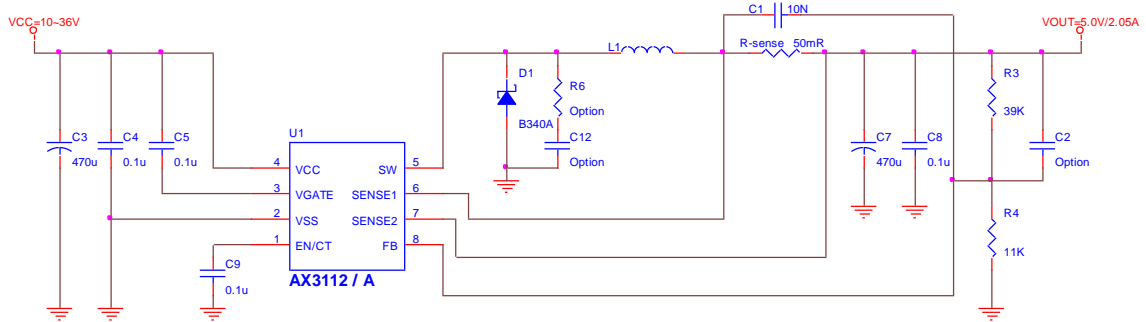 C1
10N
VCC=10~36V
VOUT=5.0V/2.05A
L1
R-sense 50mR
D1
R6
Option
B340A
C12
Option
R3
39K
C3
470u
C4
0.1u
C5
0.1u
U1
C7
470u
C8
0.1u
C2
Option
4 VCC SW 5
3 VGATE SENSE1 6
2 VSS SENSE2 7
1 EN/CT FB 8
AX3112 / A
R4
11K
C9
0.1u